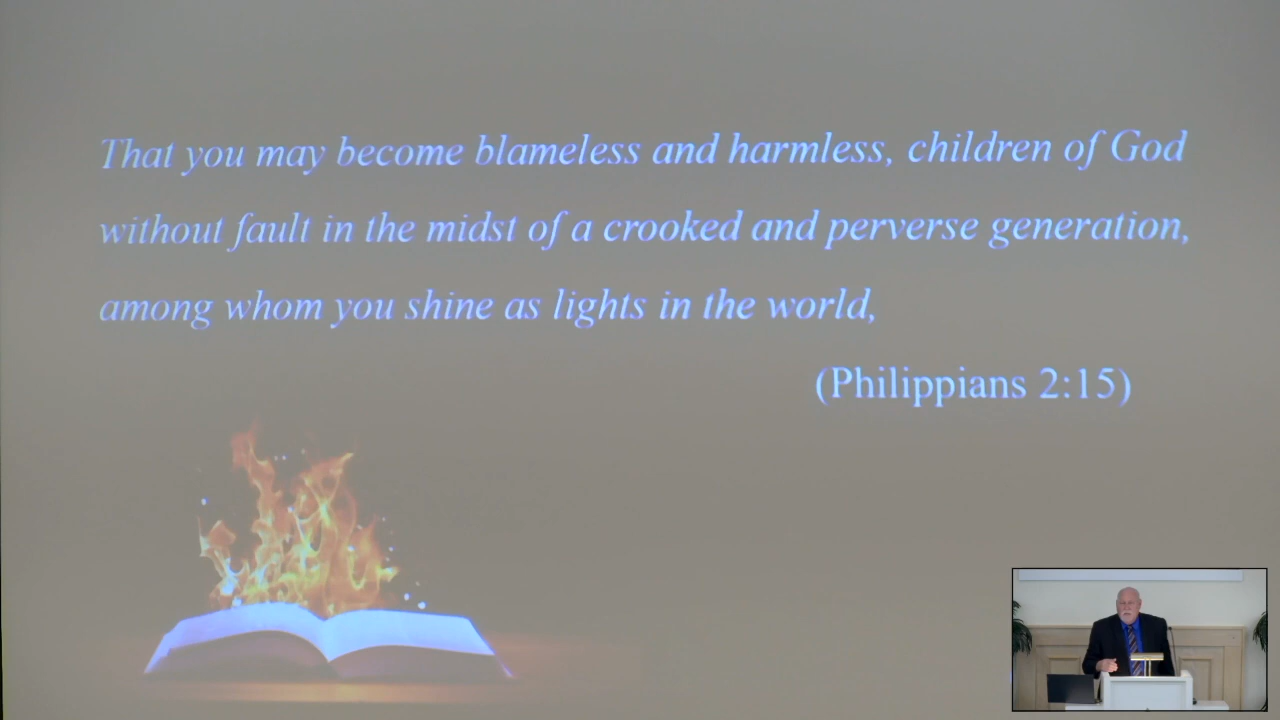 That you may become blameless and harmless, children of God
without fault in the midst of a crooked and perverse generation,
among whom you shine as lights in the world,
(Philippians 2:15)